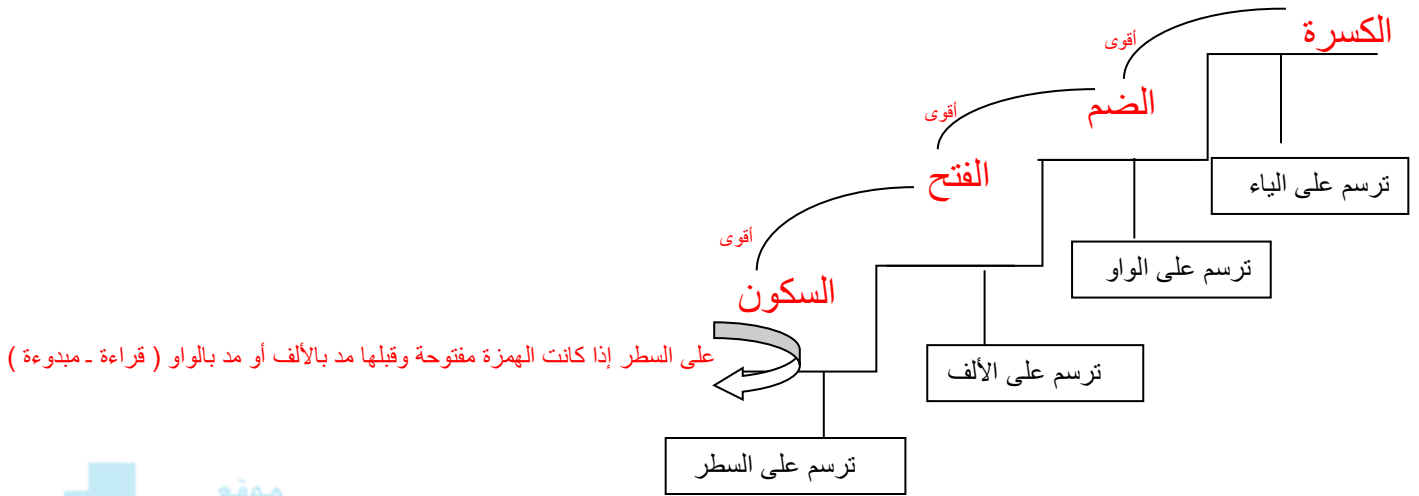 الكسرة
أقوى
الضم
أقوى
ترسم على الياء
الفتح
أقوى
ترسم على الواو
السكون
على السطر إذا كانت الهمزة مفتوحة وقبلها مد بالألف أو مد بالواو ( قراءة ـ مبدوءة )
ترسم على الألف
ترسم على السطر
موقع